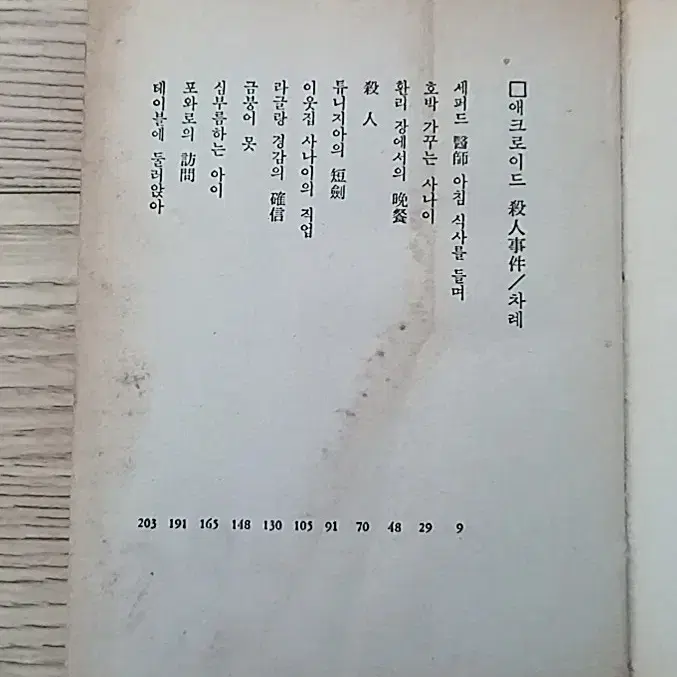 □애크로이드 殺人事件/차례
세퍼드 醫師 아침 식사를 들며 9
호박 가꾸는 사나이 29
환리 장에서의 晩餐 48
殺人 70
튜니지아의 短劍 91
이웃집 사나이의 직업 105
라글랑 경감의 確信 130
금붕어 못 148
심부름하는 아이 165
포와로의 訪問 191
테이블에 둘러앉아 203